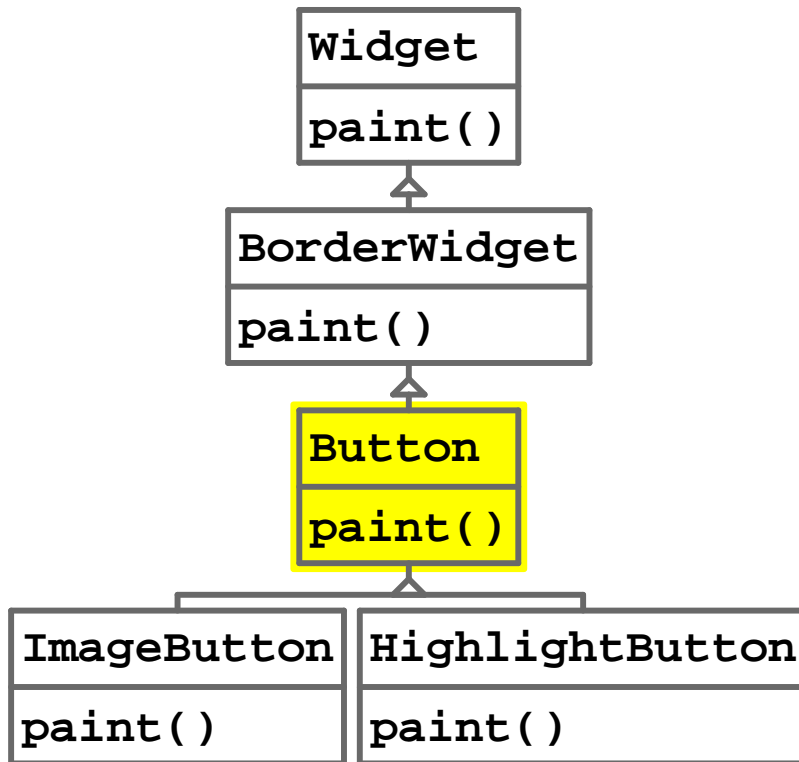 Widget
paint()
BorderWidget
paint()
Button
paint()
ImageButton
HighlightButton
paint()
paint()